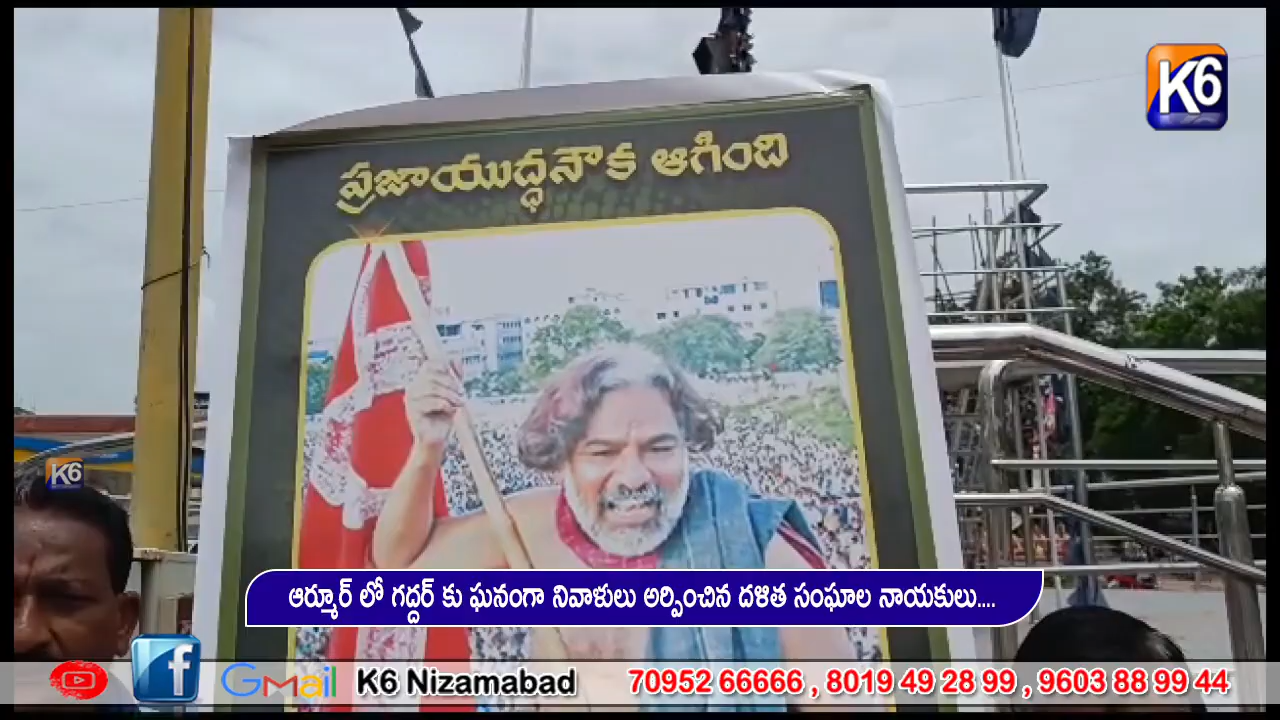 K6
ప్రజాయుద్ధనౌక ఆగింది
K6
ఆర్మూర్ లో గద్దర్ కు ఘనంగా నివాళులు అర్పించిన దళిత సంఘాల నాయకులు....
f Gmail K6 Nizamabad 70952 66666 , 8019 49 28 99 , 9603 88 99 44